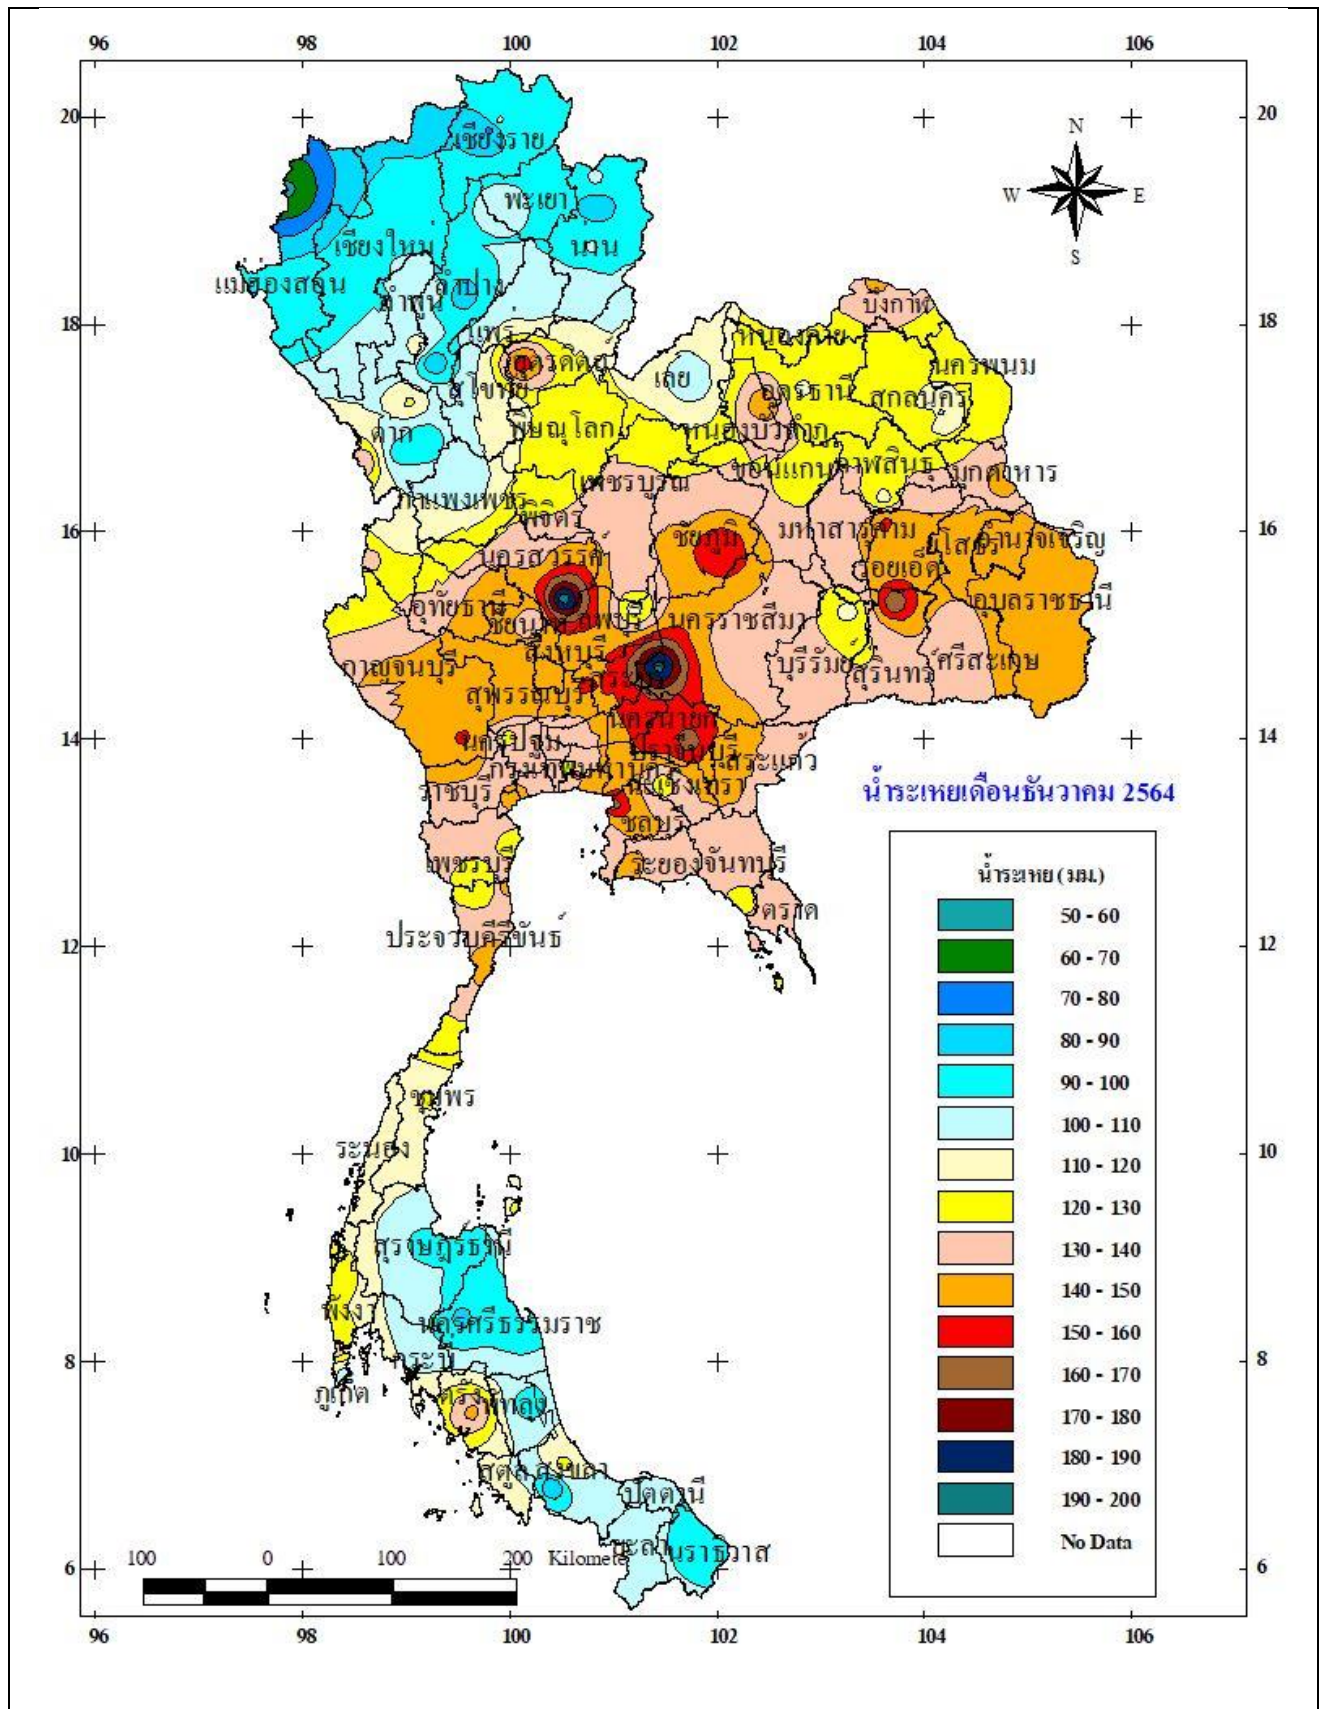 96 98 100 102 104 106
20 20
N
W E
S
เชียงราย
พะเยา
เชียงใหม่ น่าน
แม่ฮ่องสอน ลำปาง
ลำพูน บึงกาฬ
18 18
แพร่ หนองคาย
อุตรดิตถ์ เลย นครพนม
สุโขทัย อุดรธานี สกลนคร
ตาก พิษณุโลก หนองบัวลำภู
ขอนแก่น กาฬสินธุ์ มุกดาหาร
กำแพงเพชร เพชรบูรณ์
พิจิตร
16 ชัยภูมิ มหาสารคาม 16
ยโสธร อำนาจเจริญ
นครสวรรค์ ร้อยเอ็ด
อุทัยธานี อุบลราชธานี
ชัยนาท ลพบุรี นครราชสีมา
สิงห์บุรี
กาญจนบุรี บุรีรัมย์ สุรินทร์ ศรีสะเกษ
สุพรรณบุรี สระบุรี
นครนายก
14 นครปฐม ปราจีนบุรี 14
สระแก้ว
กรุงเทพมหานคร ฉะเชิงเทรา
ราชบุรี
น้ำระเหยเดือนธันวาคม 2564
ชลบุรี
เพชรบุรี ระยอง จันทบุรี
ตราด
ประจวบคีรีขันธ์
12 12
ชุมพร
ระนอง
10 10
สุราษฎร์ธานี
พังงา
นครศรีธรรมราช
กระบี่
8 8
ภูเก็ต ตรัง พัทลุง
สตูล สงขลา
ปัตตานี
ยะลา นราธิวาส
6 6
น้ำระเหย (มม.)
50 - 60
60 - 70
70 - 80
80 - 90
90 - 100
100 - 110
110 - 120
120 - 130
130 - 140
140 - 150
150 - 160
160 - 170
170 - 180
180 - 190
190 - 200
No Data
100 0 100 200 Kilomete
96 98 100 102 104 106